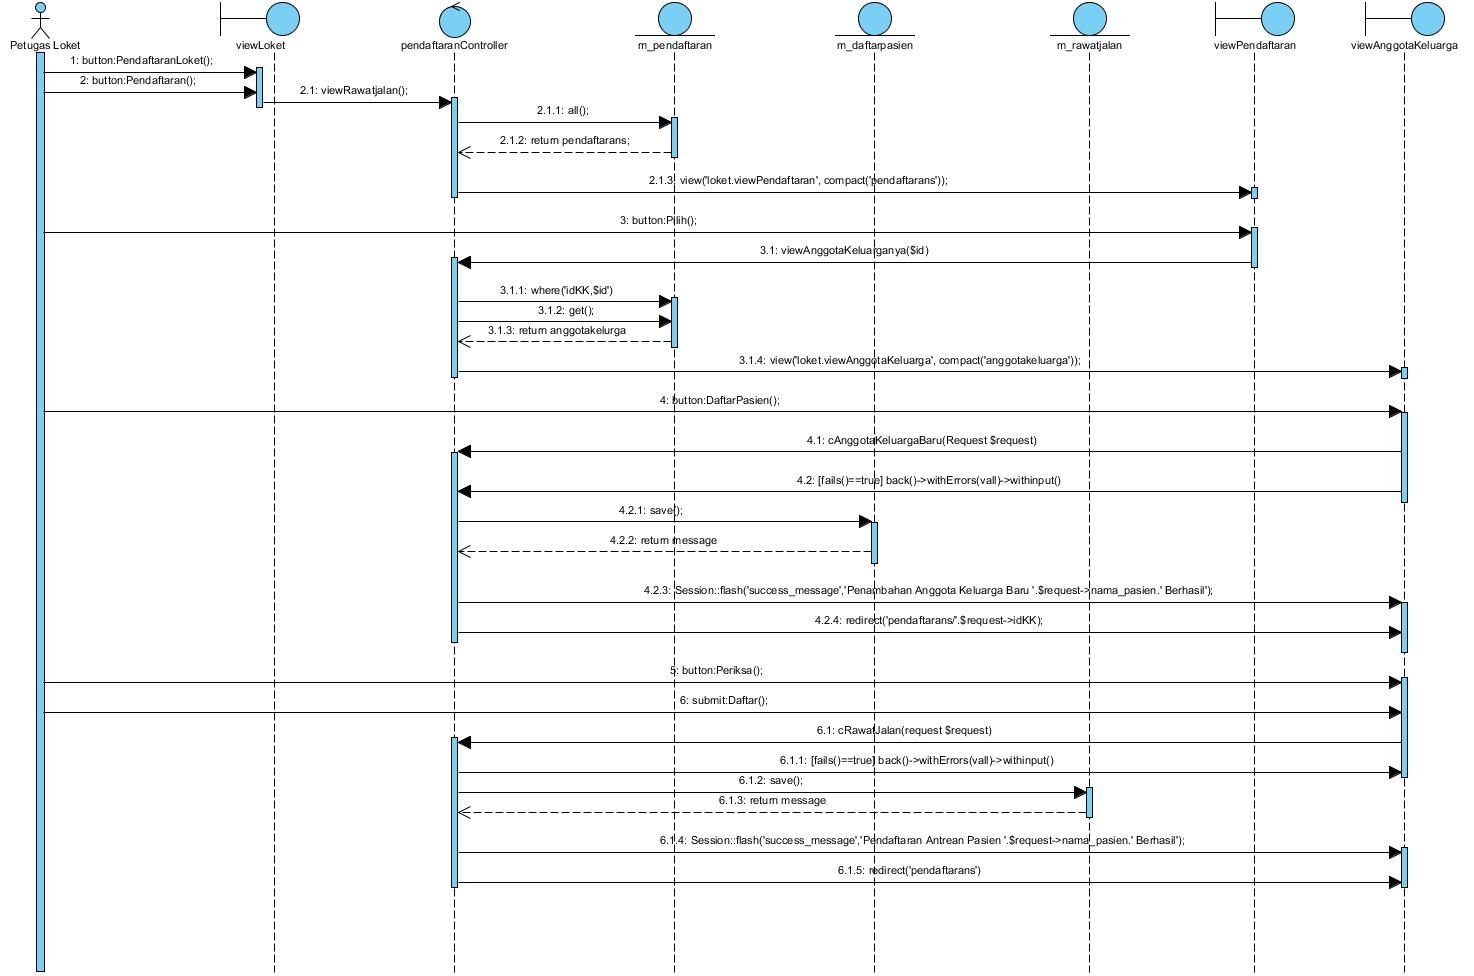 Petugas Loket
viewLoket
pendaftaranController
m_pendaftaran
m_daftarpasien
m_rawatjalan
viewPendaftaran
viewAnggotaKeluarga
1: button:PendaftaranLoket();
2: button:Pendaftaran();
2.1: viewRawatjalan();
2.1.1: all();
2.1.2: return pendaftarans;
2.1.3: view('loket.viewPendaftaran', compact('pendaftarans'));
3: button:Pilih();
3.1: viewAnggotaKeluarganya($id)
3.1.1: where('idKK,$id')
3.1.2: get();
3.1.3: return anggotakelurga
3.1.4: view('loket.viewAnggotaKeluarga', compact('anggotakeluarga'));
4: button:DaftarPasien();
4.1: cAnggotaKeluargaBaru(Request $request)
4.2: [fails()==true] back()->withErrors(vall)->withinput()
4.2.1: save();
4.2.2: return message
4.2.3: Session::flash('success_message','Penambahan Anggota Keluarga Baru '.$request->nama_pasien.' Berhasil');
4.2.4: redirect('pendaftarans/'.$request->idKK);
5: button:Periksa();
6: submit:Daftar();
6.1: cRawatJalan(request $request)
6.1.1: [fails()==true] back()->withErrors(vall)->withinput()
6.1.2: save();
6.1.3: return message
6.1.4: Session::flash('success_message','Pendaftaran Antrean Pasien '.$request->nama_pasien.' Berhasil');
6.1.5: redirect('pendaftarans')